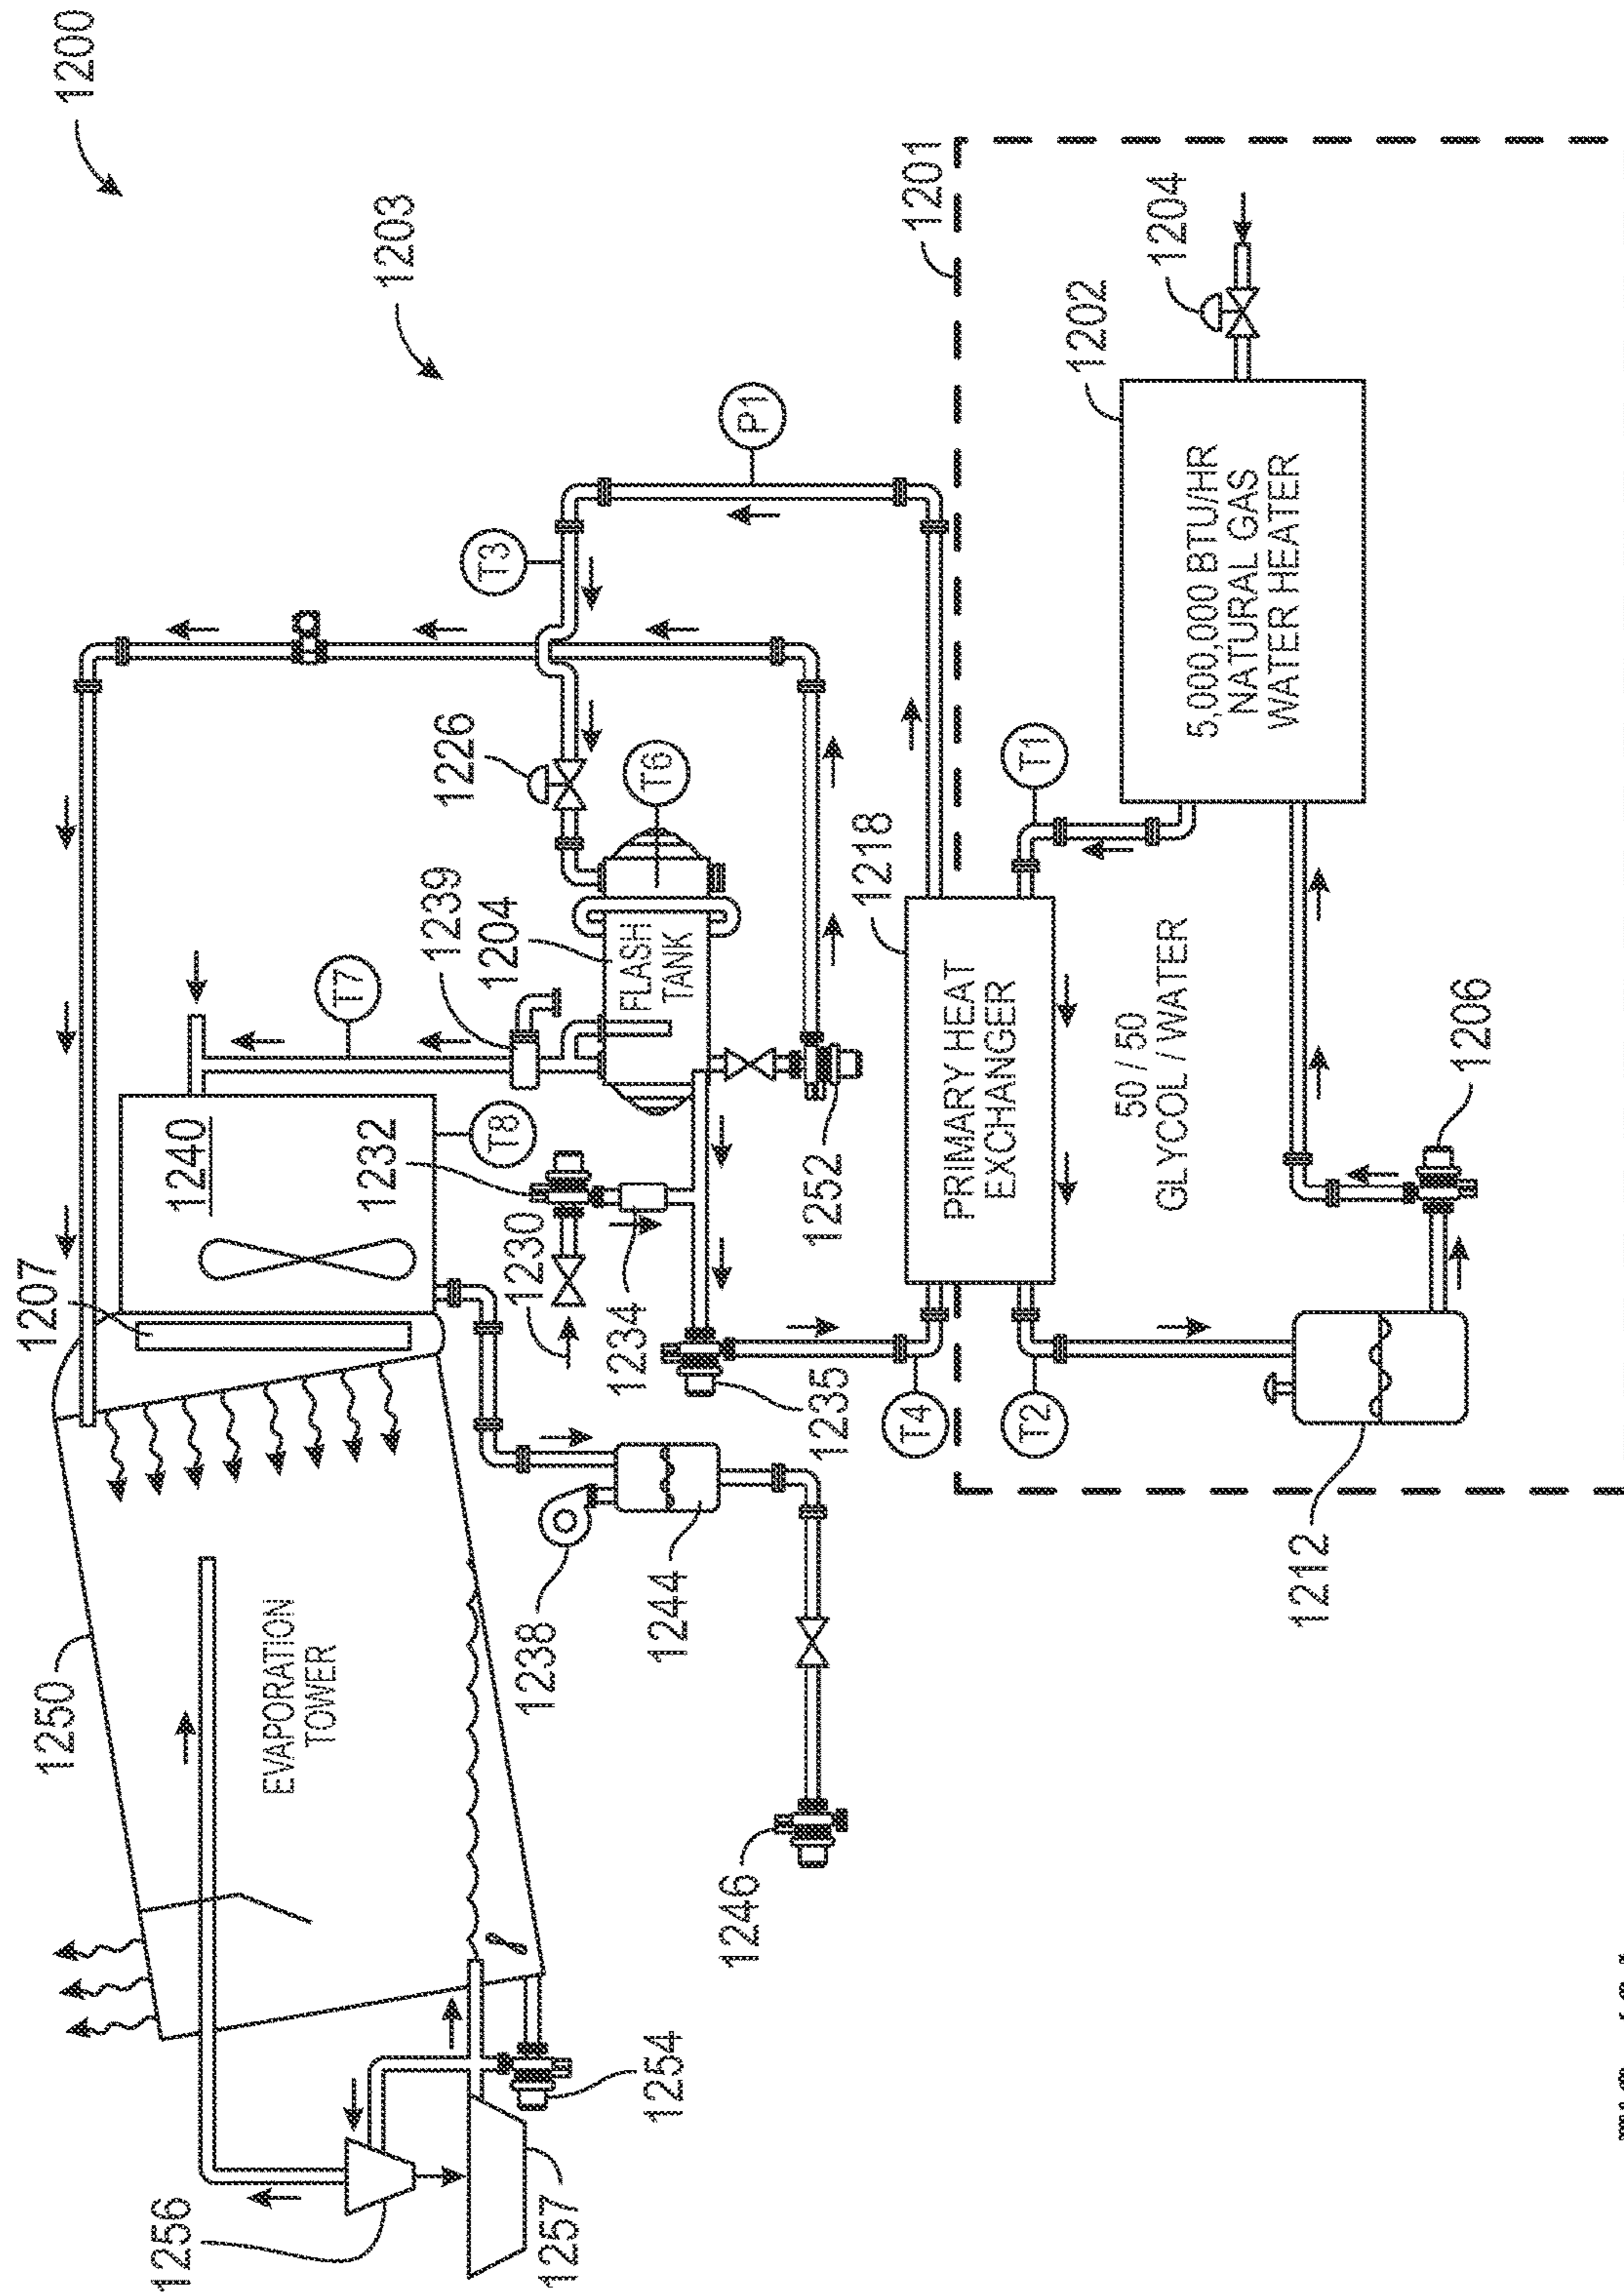 1200
1203
1201
1204
1202
5,000,000 BTU/HR
NATURAL GAS
WATER HEATER
P1
T3
T1
1226
T6
1218
1239
1204
FLASH
TANK
T7
PRIMARY HEAT
EXCHANGER
50 / 50
GLYCOL / WATER
1206
1240
1232
T8
1252
1207
1230
1234
1235
T4
T2
1212
1250
EVAPORATION
TOWER
1238
1244
1246
1254
1256
1257